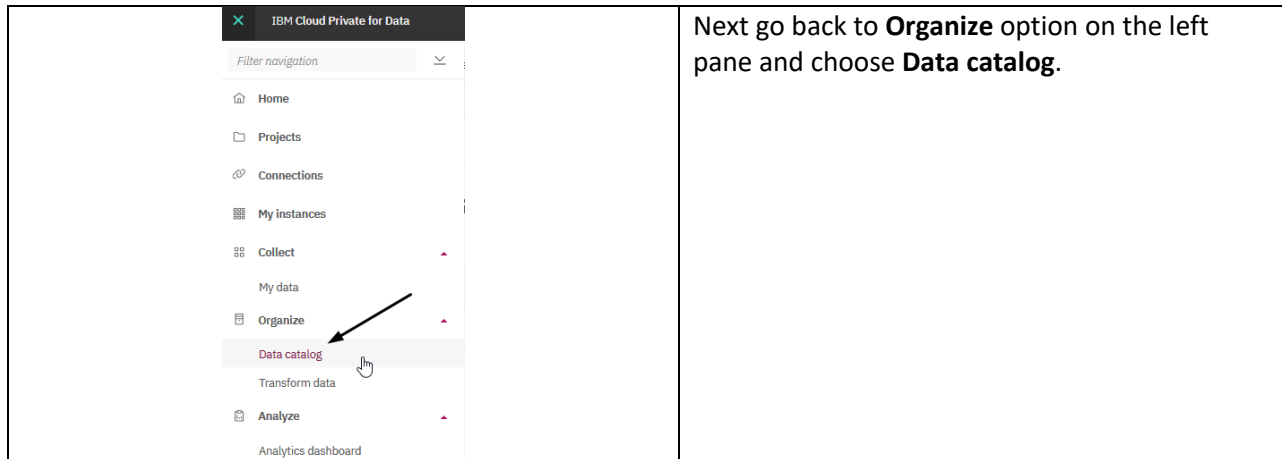 IBM Cloud Private for Data
Filter navigation
Home
Projects
Connections
My instances
Collect
My data
Organize
Data catalog
Transform data
Analyze
Analytics dashboard
Next go back to Organize option on the left
pane and choose Data catalog.